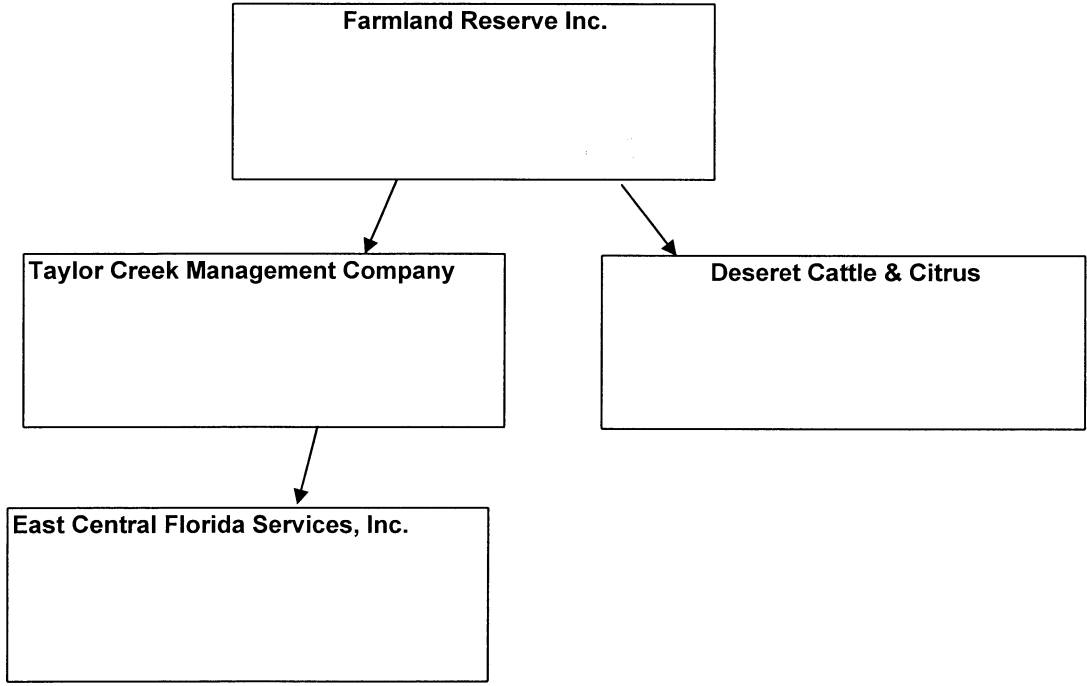 Farmland Reserve Inc.
Taylor Creek Management Company
Deseret Cattle & Citrus
East Central Florida Services, Inc.